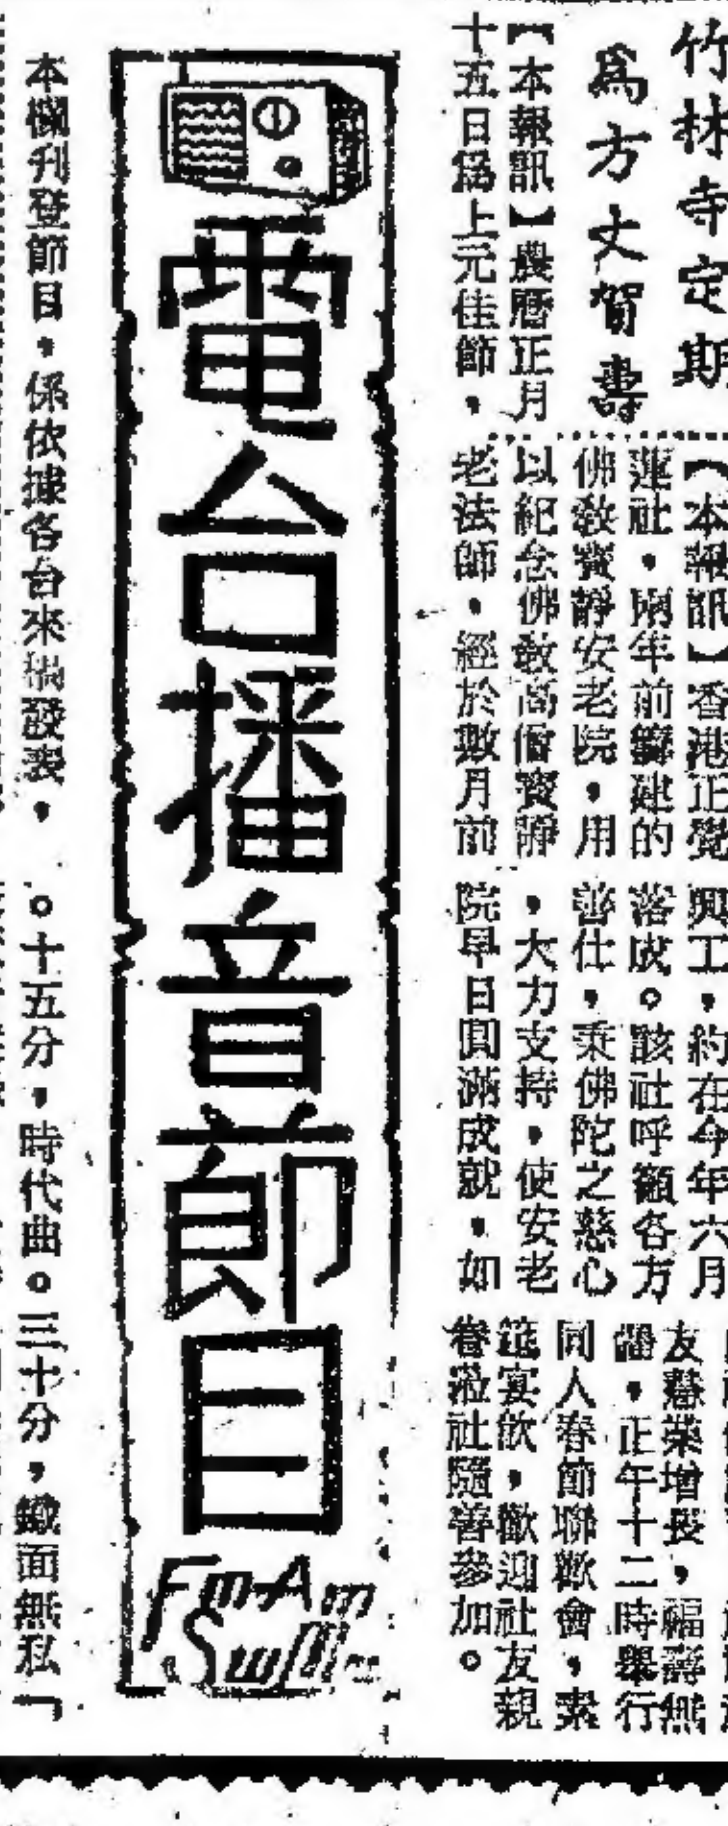 竹林寺定期
為方丈賀壽
【本報訊】農曆正月
十五日為上元佳節,
【本報訊】香港正覺
蓮社,兩年前籌建的
佛教寶靜安老院,用
以紀念佛教高僧寶靜
老法師,經於數月前
興工,約在今年六月
落成。該社呼籲各方
善仕,秉佛陀之慈心
,大力支持,使安老
院早日圓滿成就,如
友慧業增長,福壽無
疆,正午十二時舉行
同人春節聯歡會,素
筵宴飲,歡迎社友親
眷蒞社隨善參加。
電台播音節目
Fm-Am
Sw/Mw
本欄刊登節目,係依據各台來稿發表,
。十五分,時代曲。三十分,鐵面無私「